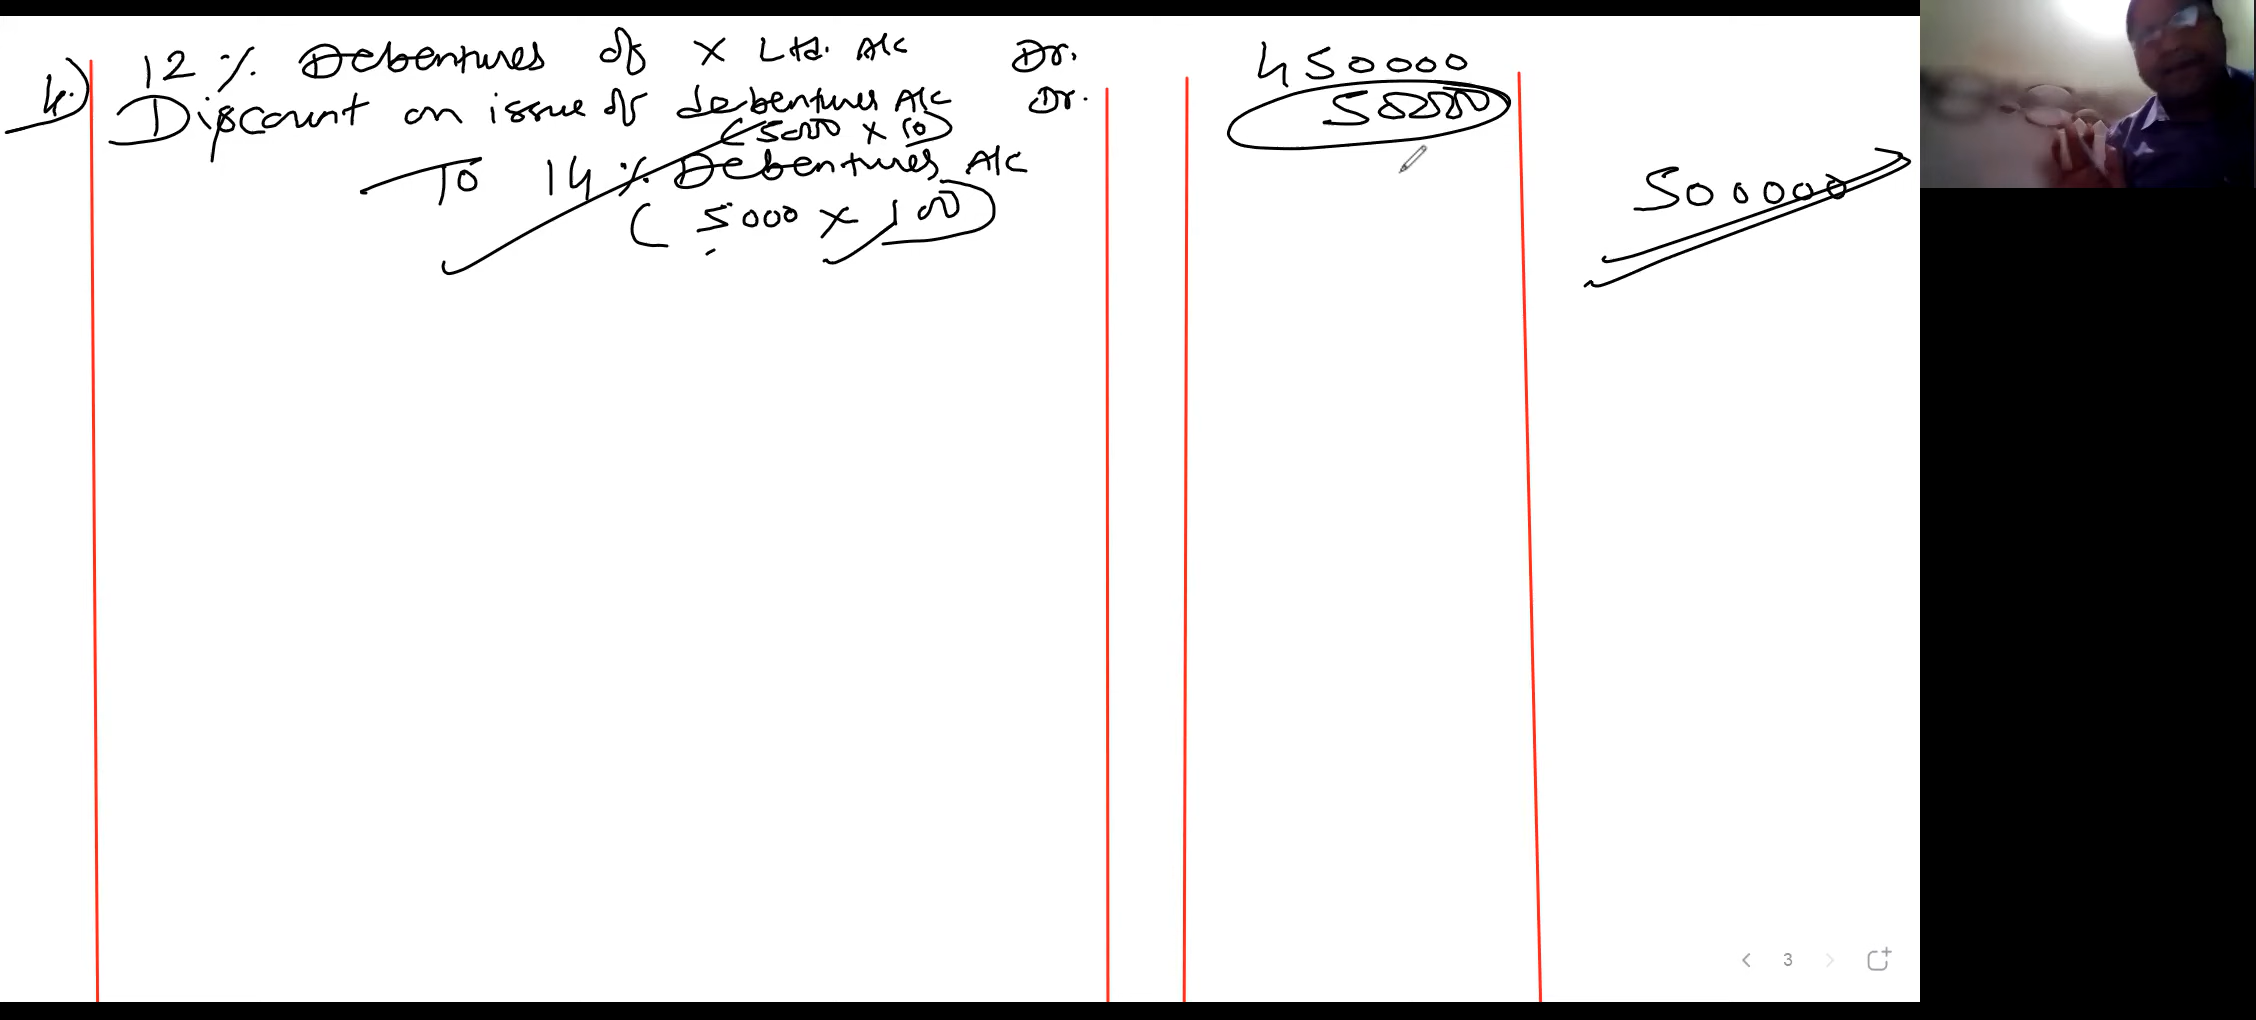 4.) 12 % Debentures of X Ltd. A/c Dr. 450000
Discount on issue of debentures A/c Dr. 50000
(5000 x 10)
To 14 % Debentures A/c 500000
(5000 x 100)
3